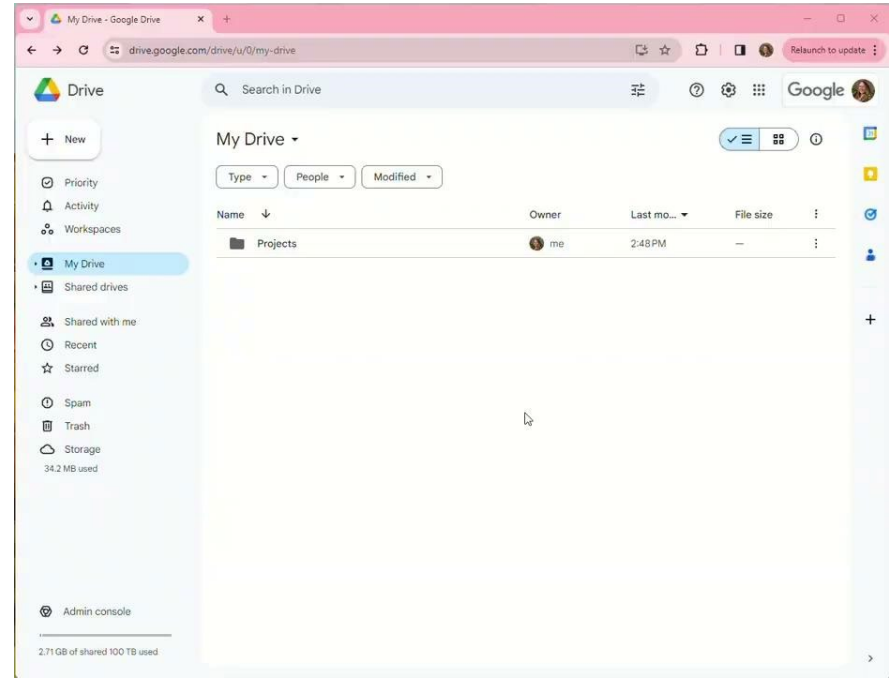 My Drive - Google Drive
drive.google.com/drive/u/0/my-drive
Relaunch to update
Drive
Search in Drive
Google
New
My Drive
Type
People
Modified
Name
Owner
Last mo...
File size
Projects
me
2:48 PM
–
Priority
Activity
Workspaces
My Drive
Shared drives
Shared with me
Recent
Starred
Spam
Trash
Storage
34.2 MB used
Admin console
2.71 GB of shared 100 TB used